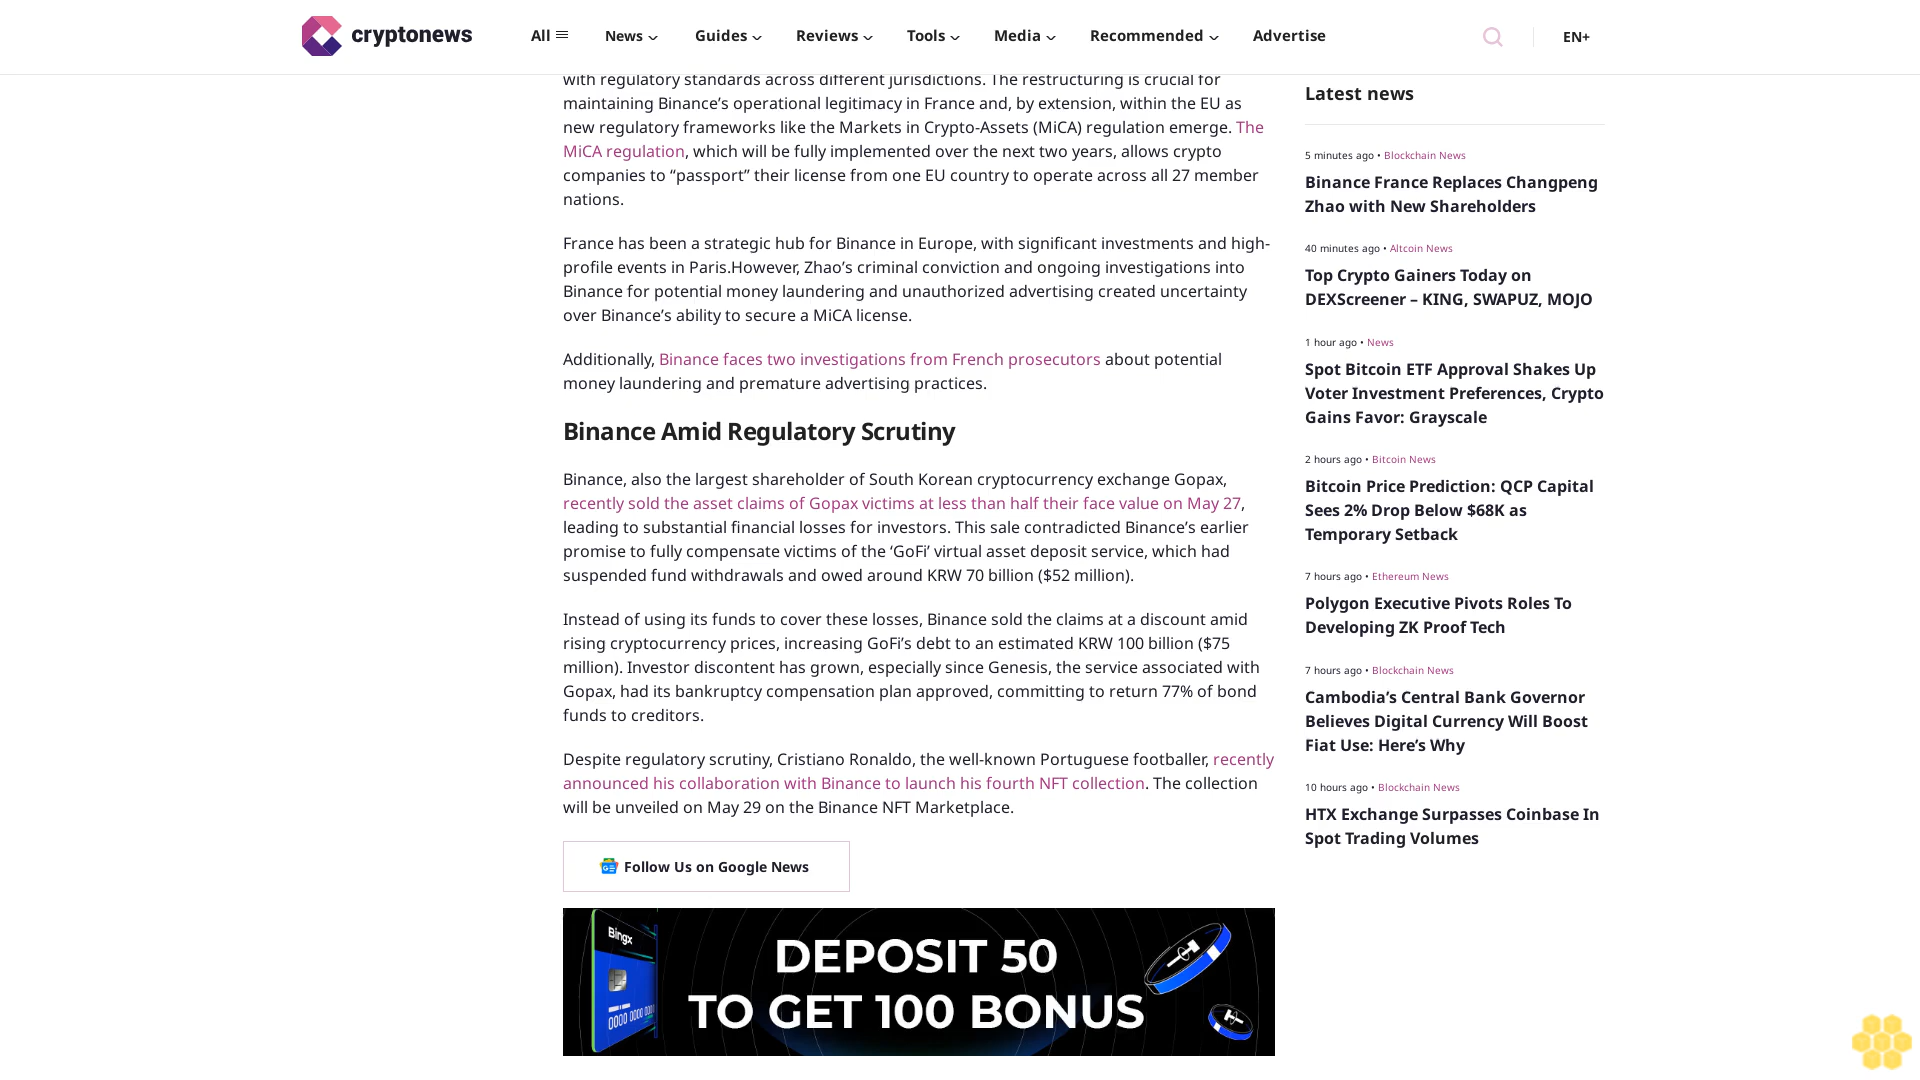 cryptonews
All
News
Guides
Reviews
Tools
Media
Recommended
Advertise
EN+
with regulatory standards across different jurisdictions. The restructuring is crucial for
maintaining Binance’s operational legitimacy in France and, by extension, within the EU as
new regulatory frameworks like the Markets in Crypto-Assets (MiCA) regulation emerge. The
MiCA regulation, which will be fully implemented over the next two years, allows crypto
companies to “passport” their license from one EU country to operate across all 27 member
nations.
France has been a strategic hub for Binance in Europe, with significant investments and high-
profile events in Paris.However, Zhao’s criminal conviction and ongoing investigations into
Binance for potential money laundering and unauthorized advertising created uncertainty
over Binance’s ability to secure a MiCA license.
Additionally, Binance faces two investigations from French prosecutors about potential
money laundering and premature advertising practices.
Binance Amid Regulatory Scrutiny
Binance, also the largest shareholder of South Korean cryptocurrency exchange Gopax,
recently sold the asset claims of Gopax victims at less than half their face value on May 27,
leading to substantial financial losses for investors. This sale contradicted Binance’s earlier
promise to fully compensate victims of the ‘GoFi’ virtual asset deposit service, which had
suspended fund withdrawals and owed around KRW 70 billion ($52 million).
Instead of using its funds to cover these losses, Binance sold the claims at a discount amid
rising cryptocurrency prices, increasing GoFi’s debt to an estimated KRW 100 billion ($75
million). Investor discontent has grown, especially since Genesis, the service associated with
Gopax, had its bankruptcy compensation plan approved, committing to return 77% of bond
funds to creditors.
Despite regulatory scrutiny, Cristiano Ronaldo, the well-known Portuguese footballer, recently
announced his collaboration with Binance to launch his fourth NFT collection. The collection
will be unveiled on May 29 on the Binance NFT Marketplace.
Follow Us on Google News
Bingx
0000 0000 000
DEPOSIT 50
TO GET 100 BONUS
Latest news
5 minutes ago • Blockchain News
Binance France Replaces Changpeng
Zhao with New Shareholders
40 minutes ago • Altcoin News
Top Crypto Gainers Today on
DEXScreener – KING, SWAPUZ, MOJO
1 hour ago • News
Spot Bitcoin ETF Approval Shakes Up
Voter Investment Preferences, Crypto
Gains Favor: Grayscale
2 hours ago • Bitcoin News
Bitcoin Price Prediction: QCP Capital
Sees 2% Drop Below $68K as
Temporary Setback
7 hours ago • Ethereum News
Polygon Executive Pivots Roles To
Developing ZK Proof Tech
7 hours ago • Blockchain News
Cambodia’s Central Bank Governor
Believes Digital Currency Will Boost
Fiat Use: Here’s Why
10 hours ago • Blockchain News
HTX Exchange Surpasses Coinbase In
Spot Trading Volumes